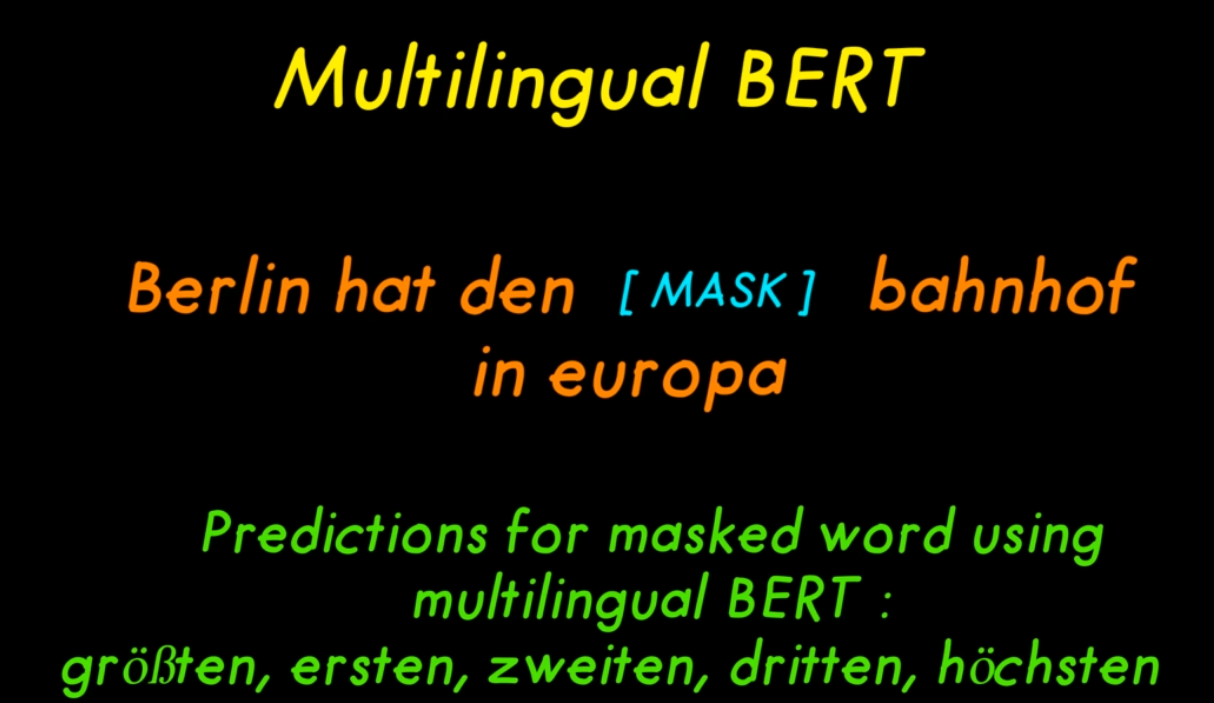 Multilingual BERT
Berlin hat den [ MASK ] bahnhof
in europa
Predictions for masked word using
multilingual BERT :
größten, ersten, zweiten, dritten, höchsten